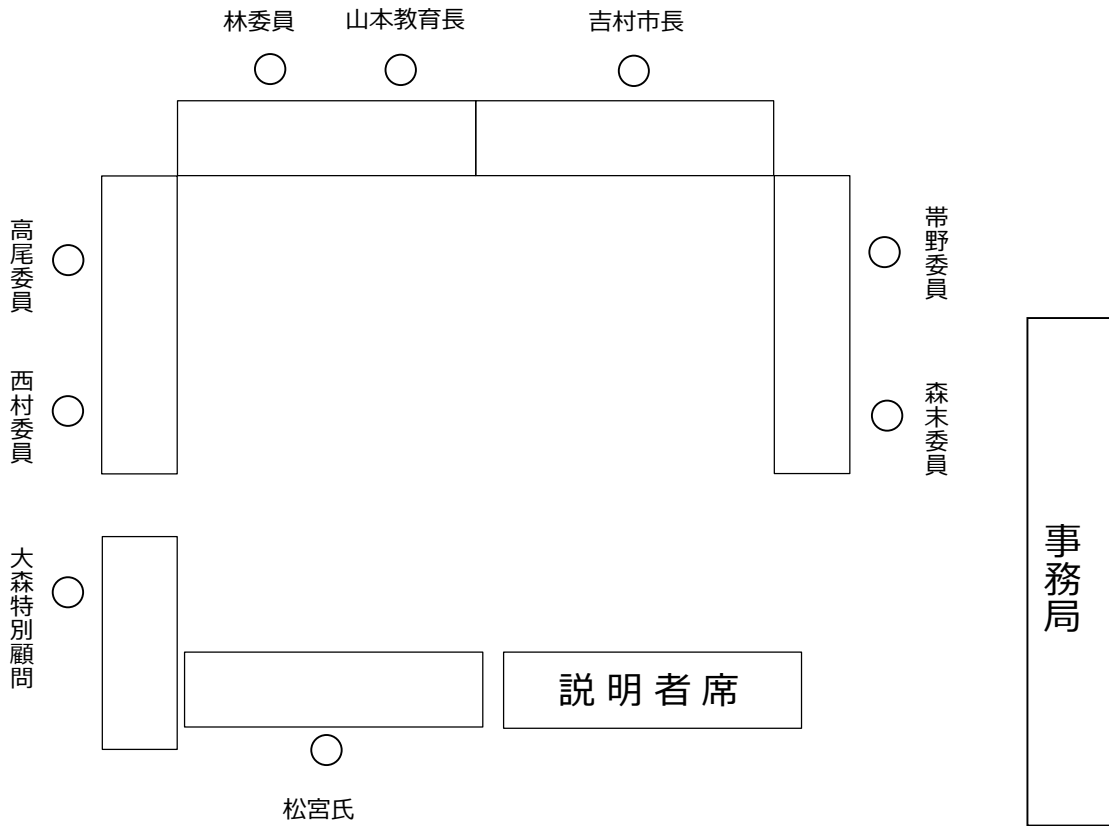 林委員
山本教育長
吉村市長
高尾委員
帯野委員
西村委員
森末委員
大森特別顧問
事務局
説明者席
松宮氏